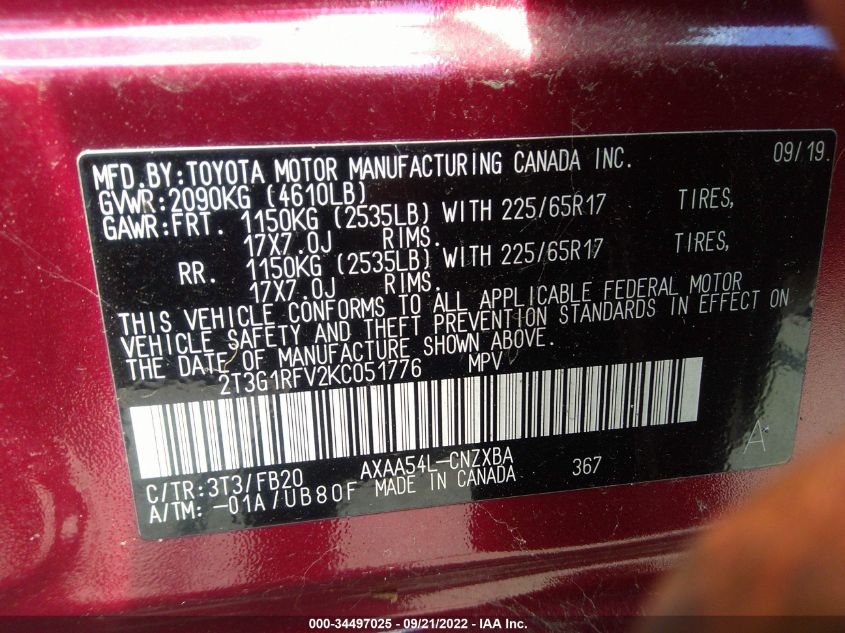 MFD.BY:TOYOTA MOTOR MANUFACTURING CANADA INC. 09/19
GVWR:2090KG (4610LB)
GAWR:FRT. 1150KG (2535LB) WITH 225/65R17 TIRES,
17X7.0J RIMS.
RR. 1150KG (2535LB) WITH 225/65R17 TIRES,
17X7.0J RIMS.
THIS VEHICLE CONFORMS TO ALL APPLICABLE FEDERAL MOTOR
VEHICLE SAFETY AND THEFT PREVENTION STANDARDS IN EFFECT ON
THE DATE OF MANUFACTURE SHOWN ABOVE.
2T3G1RFV2KC051776 MPV
A
C/TR:3T3/FB20 AXAA54L-CNZXBA 367
A/TM: -01A/UB80F MADE IN CANADA
000-34497025 - 09/21/2022 - IAA Inc.